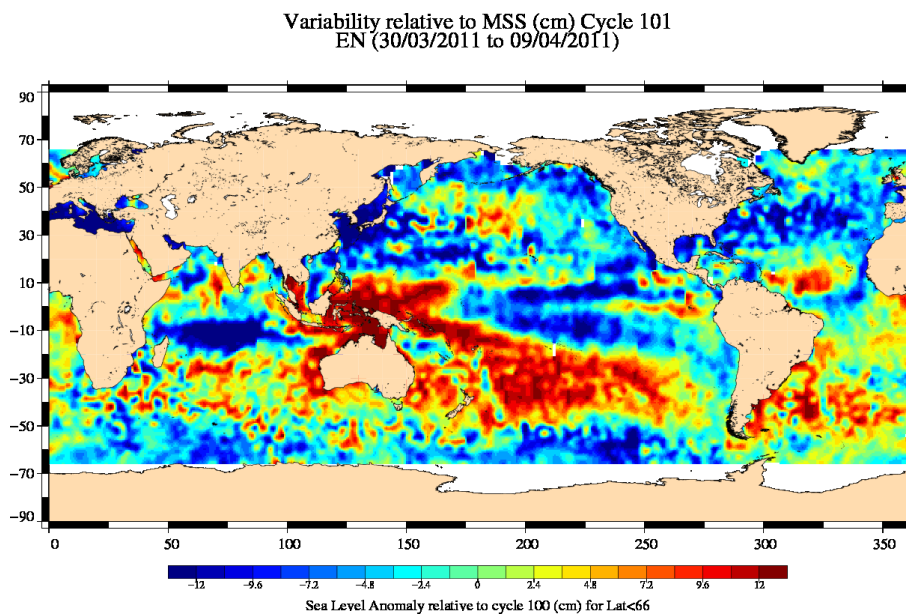 Variability relative to MSS (cm) Cycle 101
EN (30/03/2011 to 09/04/2011)
90
70
50
30
10
−10
−30
−50
−70
−90
0 50 100 150 200 250 300 350
−12 −9.6 −7.2 −4.8 −2.4 0 2.4 4.8 7.2 9.6 12
Sea Level Anomaly relative to cycle 100 (cm) for Lat<66